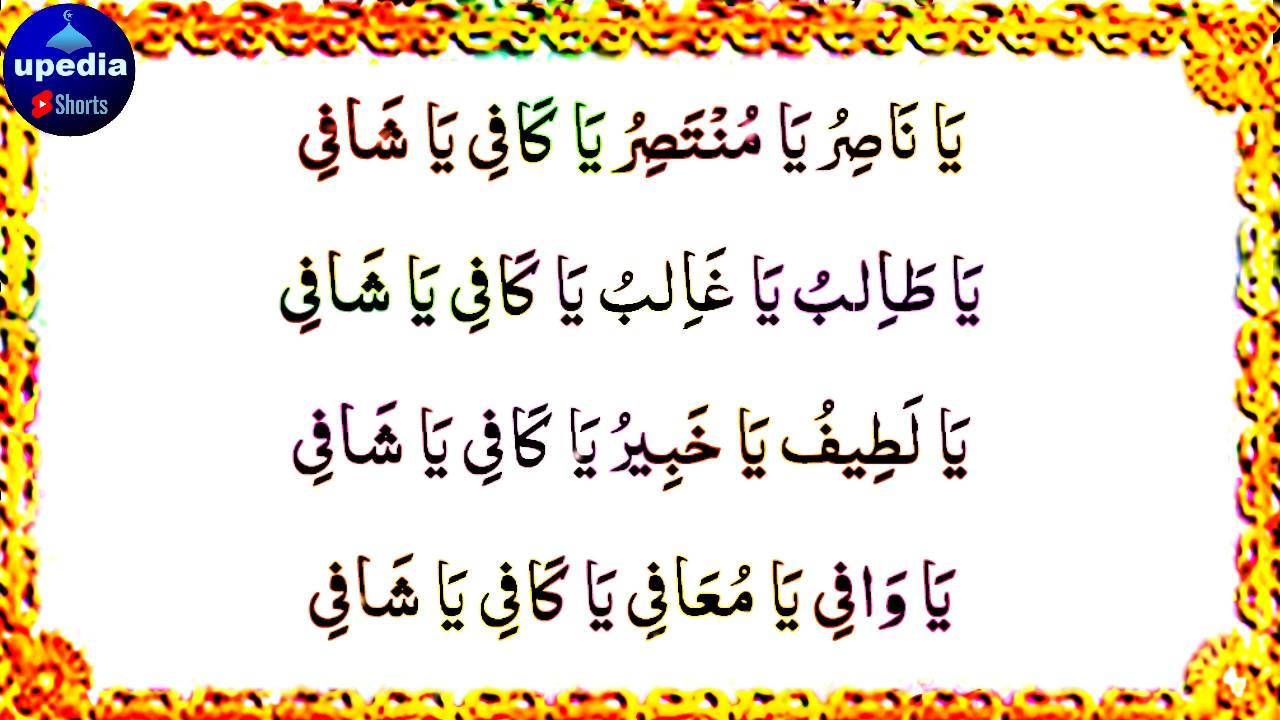 upedia
Shorts
يَا نَاصِرُ يَا مُنْتَصِرُ يَا كَافِي يَا شَافِي
يَا طَالِبُ يَا غَالِبُ يَا كَافِي يَا شَافِي
يَا لَطِيفُ يَا خَبِيرُ يَا كَافِي يَا شَافِي
يَا وَافِي يَا مُعَافِي يَا كَافِي يَا شَافِي